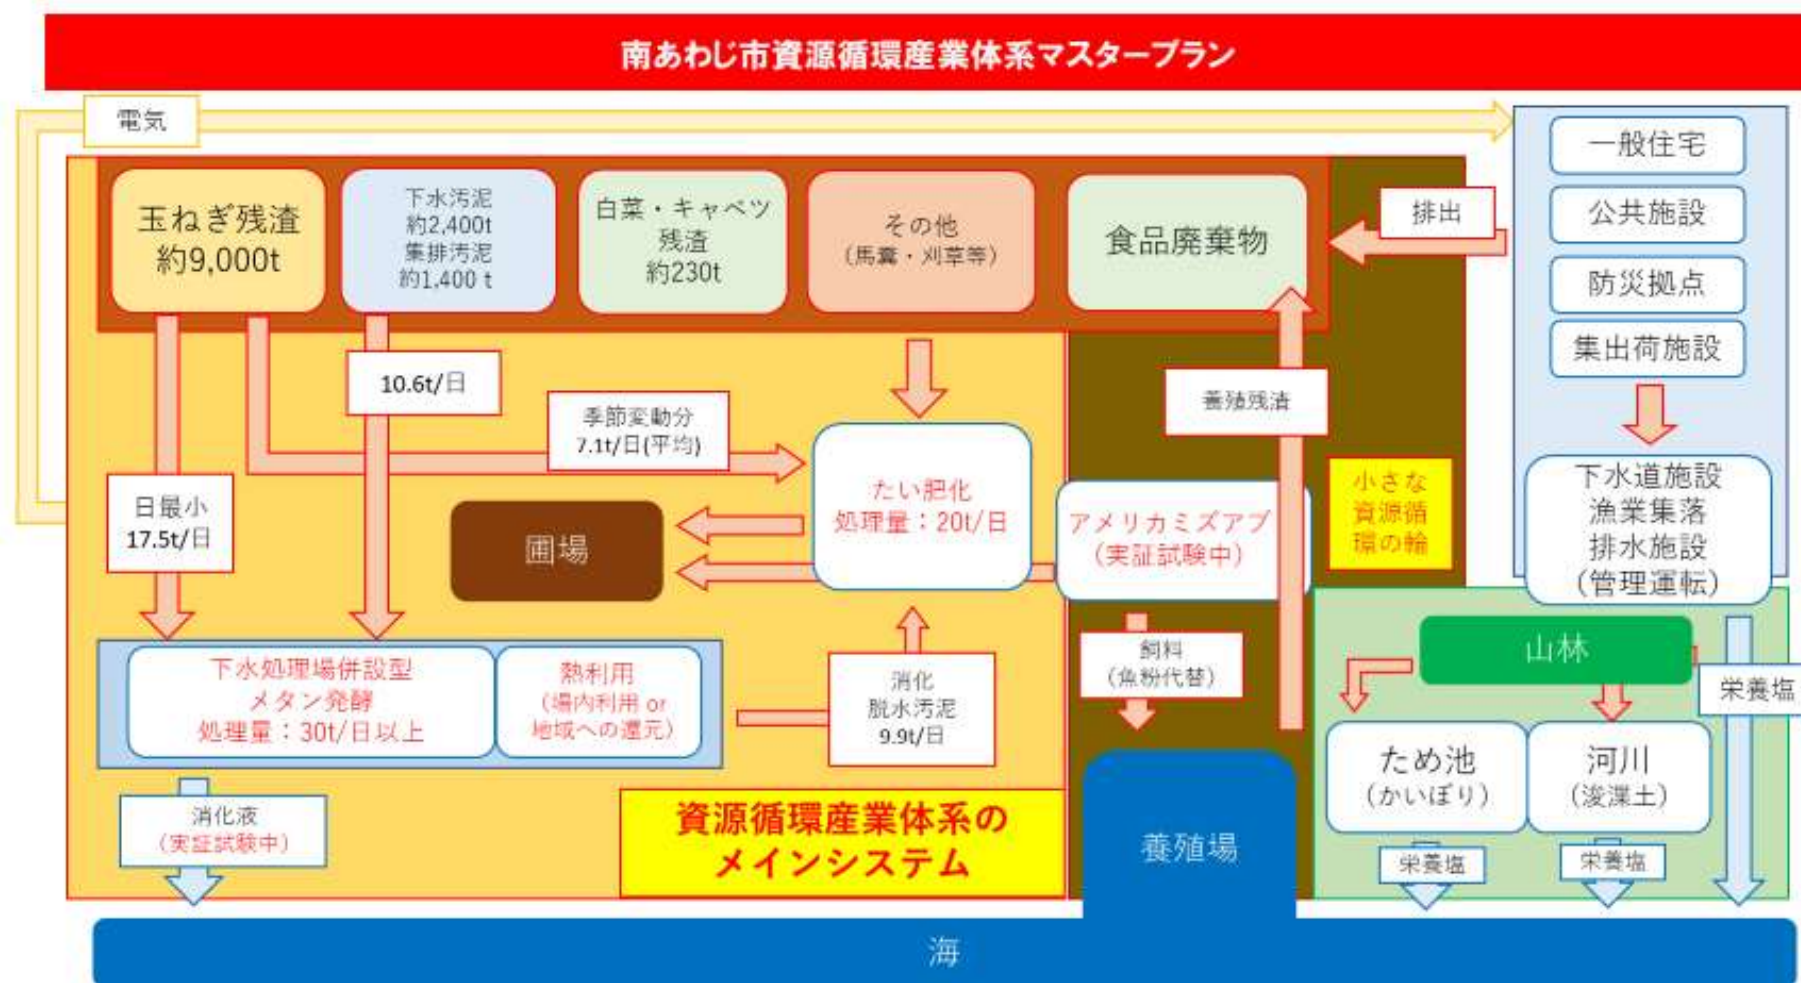 南あわじ市資源循環産業体系マスタープラン
電気
玉ねぎ残渣
約9,000t
下水汚泥
約2,400t
集排汚泥
約1,400 t
白菜・キャベツ
残渣
約230t
その他
(馬糞・刈草等)
食品廃棄物
排出
一般住宅
公共施設
防災拠点
集出荷施設
10.6t/日
季節変動分
7.1t/日(平均)
養殖残渣
日最小
17.5t/日
圃場
たい肥化
処理量：20t/日
アメリカミズアブ
(実証試験中)
小さな
資源循
環の輪
下水道施設
漁業集落
排水施設
(管理運転)
下水処理場併設型
メタン発酵
処理量：30t/日以上
熱利用
(場内利用 or
地域への還元)
消化
脱水汚泥
9.9t/日
飼料
(魚粉代替)
山林
栄養塩
ため池
(かいぼり)
河川
(浚渫土)
消化液
(実証試験中)
資源循環産業体系の
メインシステム
養殖場
栄養塩
栄養塩
海